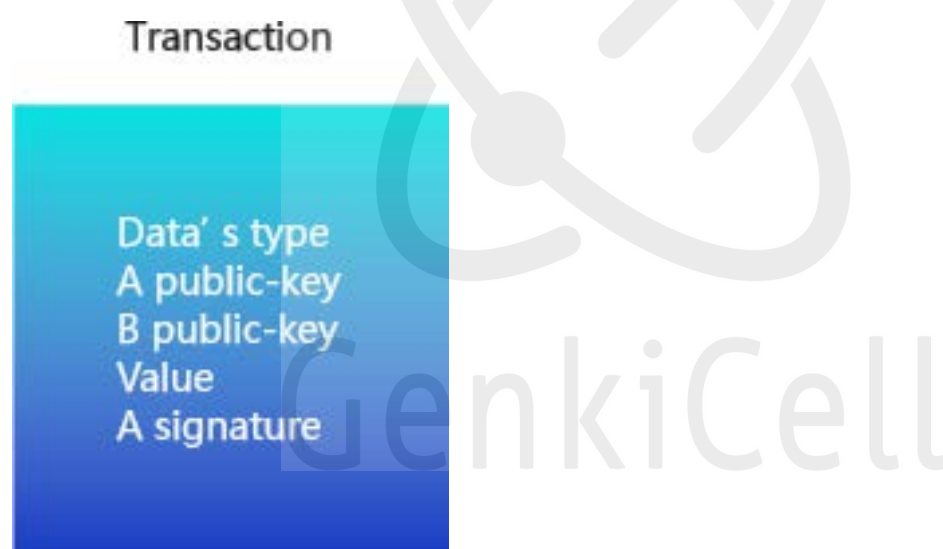 Transaction
Data’ s type
A public-key
B public-key
Value
A signature
GenkiCell